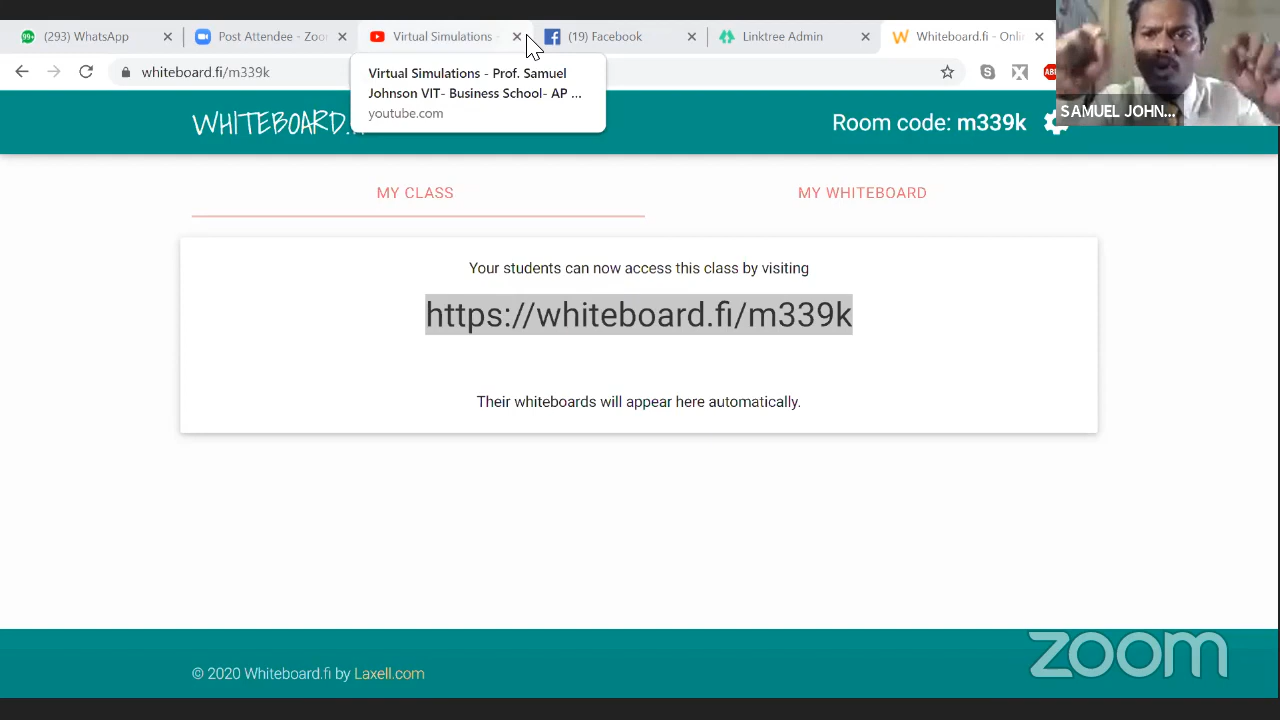 (293) WhatsApp
Post Attendee - Zoo
Virtual Simulations -
(19) Facebook
Linktree Admin
Whiteboard.fi - Onli
whiteboard.fi/m339k
Virtual Simulations - Prof. Samuel
Johnson VIT- Business School- AP ...
youtube.com
SAMUEL JOHN...
WHITEBOARD.
Room code: m339k
MY CLASS
MY WHITEBOARD
Your students can now access this class by visiting
https://whiteboard.fi/m339k
Their whiteboards will appear here automatically.
© 2020 Whiteboard.fi by Laxell.com
zoom